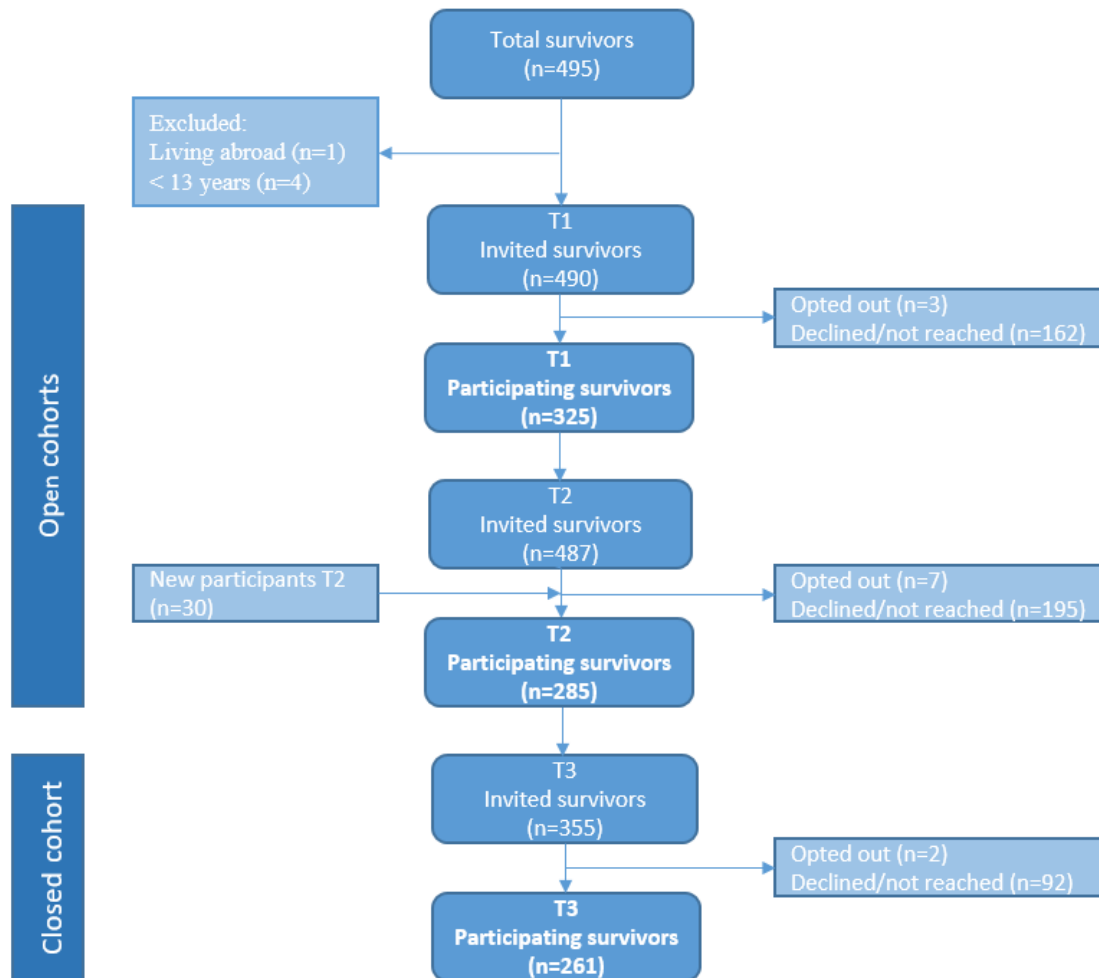 Total survivors
(n=495)
Excluded:
Living abroad (n=1)
< 13 years (n=4)
Open cohorts
T1
Invited survivors
(n=490)
Opted out (n=3)
Declined/not reached (n=162)
T1
Participating survivors
(n=325)
T2
Invited survivors
(n=487)
New participants T2
(n=30)
Opted out (n=7)
Declined/not reached (n=195)
T2
Participating survivors
(n=285)
Closed cohort
T3
Invited survivors
(n=355)
Opted out (n=2)
Declined/not reached (n=92)
T3
Participating survivors
(n=261)